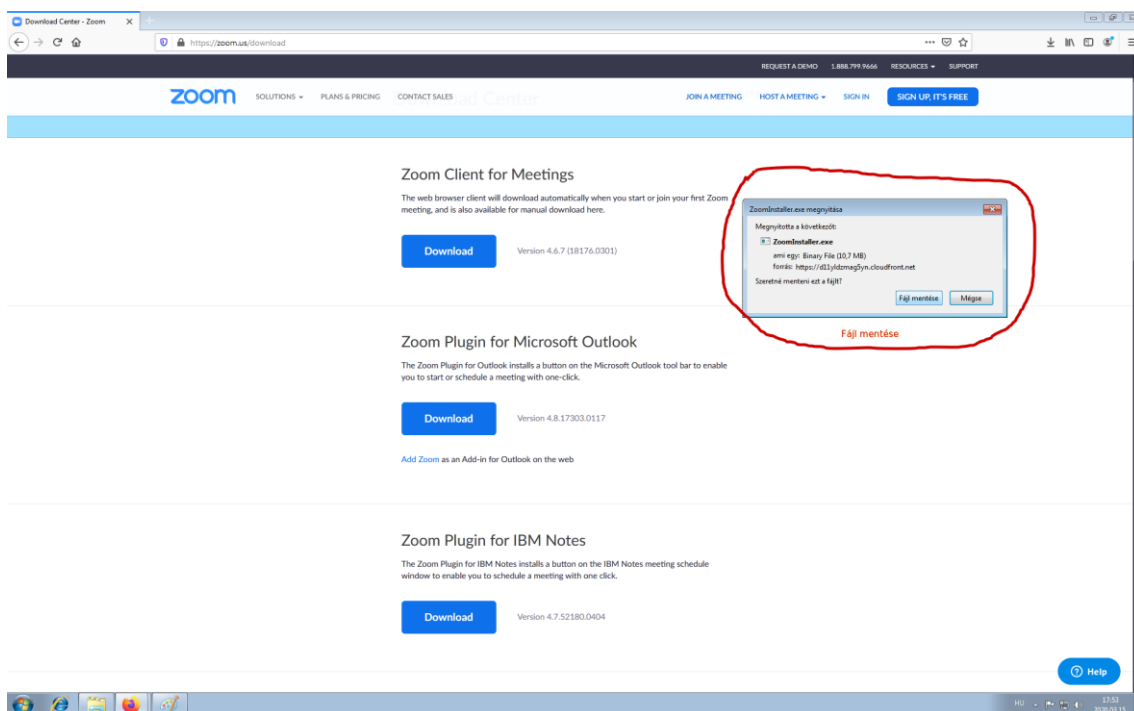 Download Center - Zoom
https://zoom.us/download
REQUEST A DEMO 1.888.799.9666 RESOURCES SUPPORT
zoom SOLUTIONS PLANS & PRICING CONTACT SALES JOIN A MEETING HOST A MEETING SIGN IN SIGN UP, IT'S FREE
Download Center
Zoom Client for Meetings
The web browser client will download automatically when you start or join your first Zoom
meeting, and is also available for manual download here.
Download Version 4.6.7 (18176.0301)
ZoomInstaller.exe megnyitása
Megnyitotta a következőt:
ZoomInstaller.exe
ami egy: Binary File (10,7 MB)
forrás: https://d11yldzmag5yn.cloudfront.net
Szeretné menteni ezt a fájlt?
Fájl mentése Mégse
Fájl mentése
Zoom Plugin for Microsoft Outlook
The Zoom Plugin for Outlook installs a button on the Microsoft Outlook tool bar to enable
you to start or schedule a meeting with one-click.
Download Version 4.8.17303.0117
Add Zoom as an Add-in for Outlook on the web
Zoom Plugin for IBM Notes
The Zoom Plugin for IBM Notes installs a button on the IBM Notes meeting schedule
window to enable you to schedule a meeting with one click.
Download Version 4.7.52180.0404
Help
HU 17:53
2020.03.15